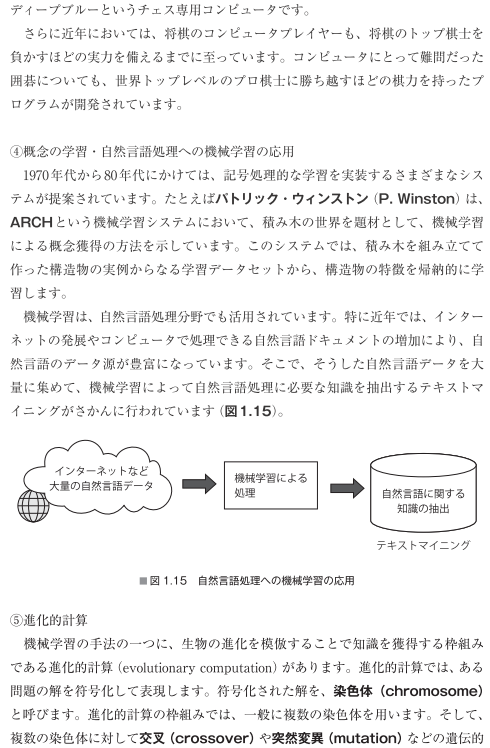 ディープブルーというチェス専用コンピュータです。
さらに近年においては、将棋のコンピュータプレイヤーも、将棋のトップ棋士を
負かすほどの実力を備えるまでに至っています。コンピュータにとって難問だった
囲碁についても、世界トップレベルのプロ棋士に勝ち越すほどの棋力を持ったプ
ログラムが開発されています。
④概念の学習・自然言語処理への機械学習の応用
1970年代から80年代にかけては、記号処理的な学習を実装するさまざまなシス
テムが提案されています。たとえばパトリック・ウィンストン（P. Winston）は、
ARCHという機械学習システムにおいて、積み木の世界を題材として、機械学習
による概念獲得の方法を示しています。このシステムでは、積み木を組み立てて
作った構造物の実例からなる学習データセットから、構造物の特徴を帰納的に学
習します。
機械学習は、自然言語処理分野でも活用されています。特に近年では、インター
ネットの発展やコンピュータで処理できる自然言語ドキュメントの増加により、自
然言語のデータ源が豊富になっています。そこで、そうした自然言語データを大
量に集めて、機械学習によって自然言語処理に必要な知識を抽出するテキストマ
イニングがさかんに行われています（図1.15）。
インターネットなど
大量の自然言語データ
機械学習による
処理
自然言語に関する
知識の抽出
テキストマイニング
■図 1.15 自然言語処理への機械学習の応用
⑤進化的計算
機械学習の手法の一つに、生物の進化を模倣することで知識を獲得する枠組み
である進化的計算（evolutionary computation）があります。進化的計算では、ある
問題の解を符号化して表現します。符号化された解を、染色体（chromosome）
と呼びます。進化的計算の枠組みでは、一般に複数の染色体を用います。そして、
複数の染色体に対して交叉（crossover）や突然変異（mutation）などの遺伝的